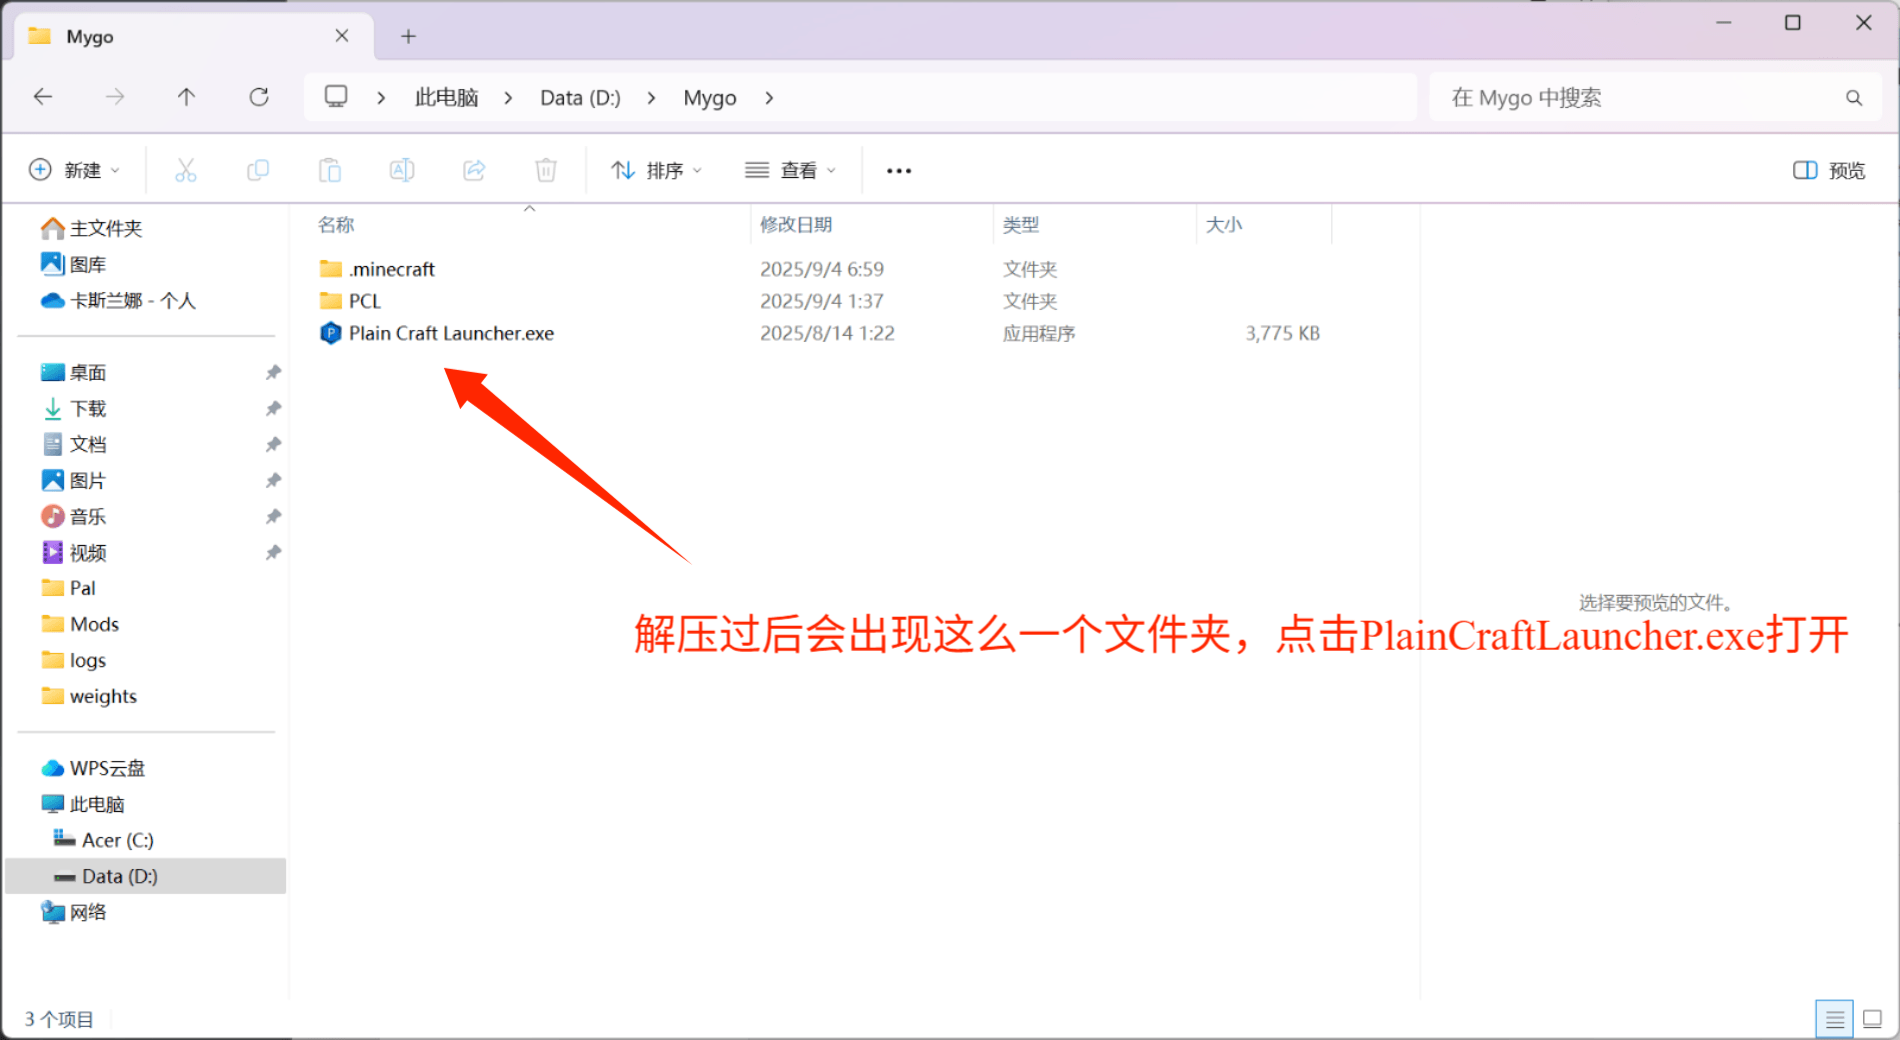 Mygo
此电脑 Data (D:) Mygo
在 Mygo 中搜索
新建 排序 查看 预览
主文件夹
图库
卡斯兰娜 - 个人
桌面
下载
文档
图片
音乐
视频
Pal
Mods
logs
weights
WPS云盘
此电脑
Acer (C:)
Data (D:)
网络
名称 修改日期 类型 大小
.minecraft 2025/9/4 6:59 文件夹
PCL 2025/9/4 1:37 文件夹
Plain Craft Launcher.exe 2025/8/14 1:22 应用程序 3,775 KB
选择要预览的文件。
解压过后会出现这么一个文件夹，点击PlainCraftLauncher.exe打开
3 个项目